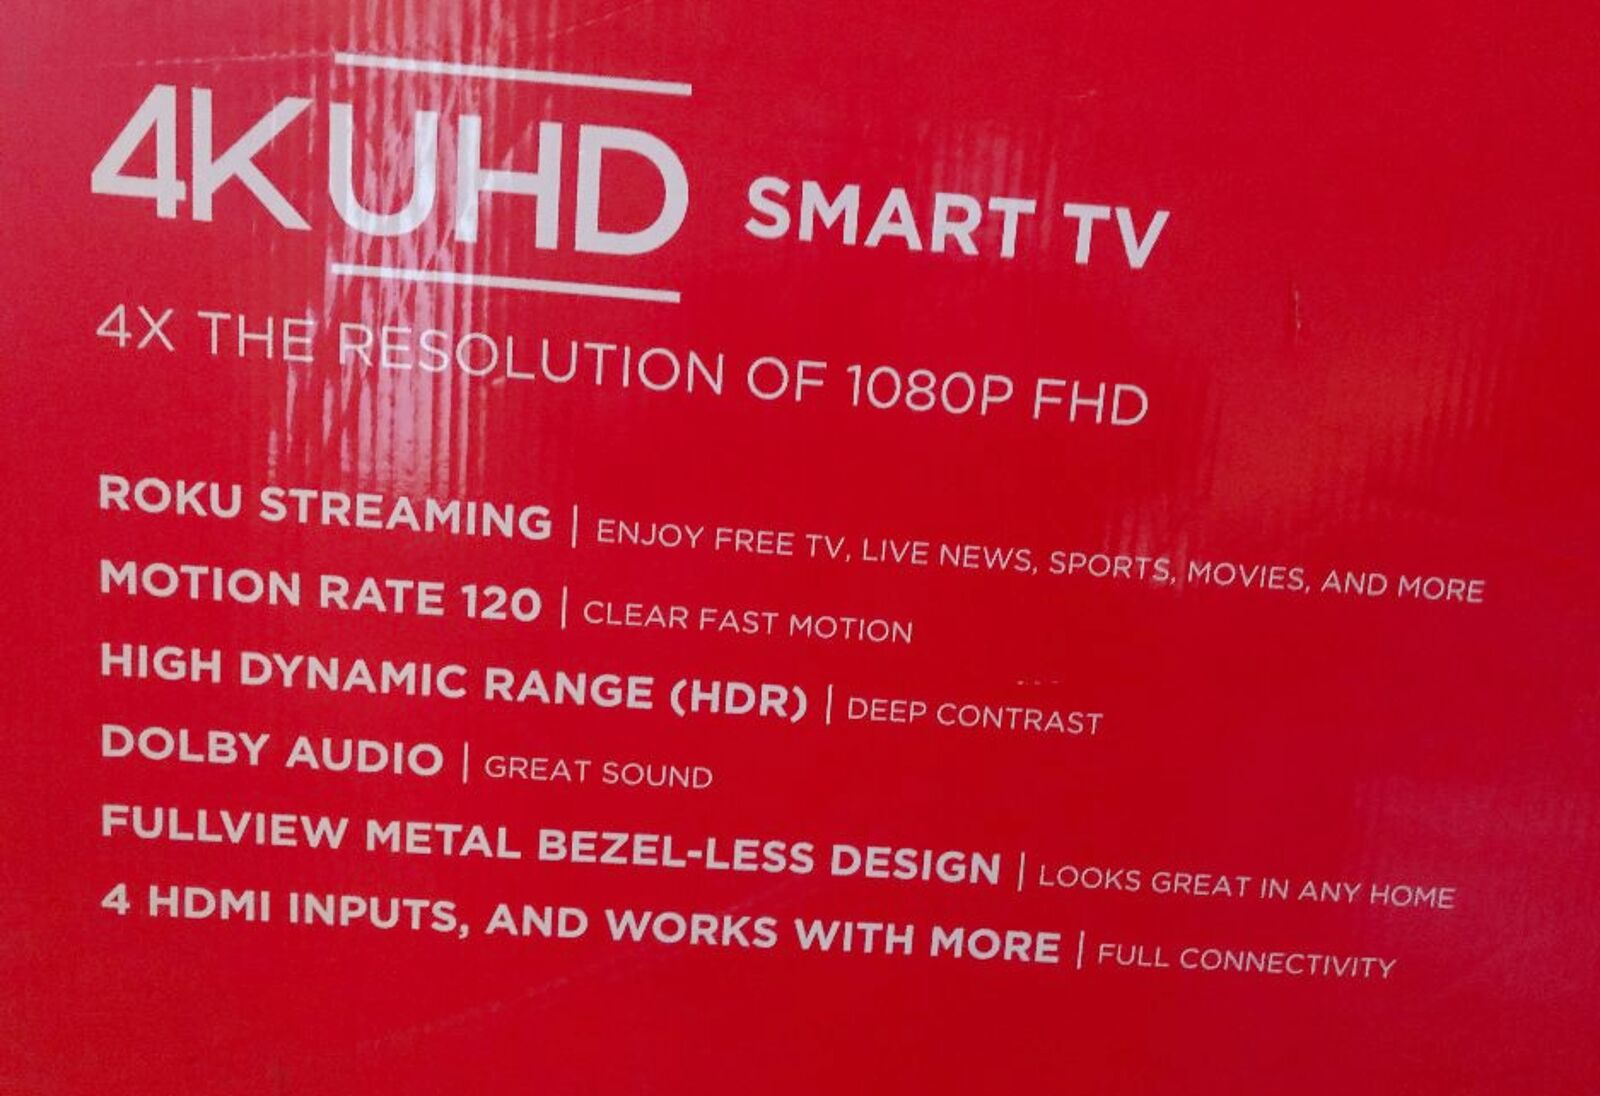 4KUHD SMART TV
4X THE RESOLUTION OF 1080P FHD
ROKU STREAMING | ENJOY FREE TV, LIVE NEWS, SPORTS, MOVIES, AND MORE
MOTION RATE 120 | CLEAR FAST MOTION
HIGH DYNAMIC RANGE (HDR) | DEEP CONTRAST
DOLBY AUDIO | GREAT SOUND
FULLVIEW METAL BEZEL-LESS DESIGN | LOOKS GREAT IN ANY HOME
4 HDMI INPUTS, AND WORKS WITH MORE | FULL CONNECTIVITY